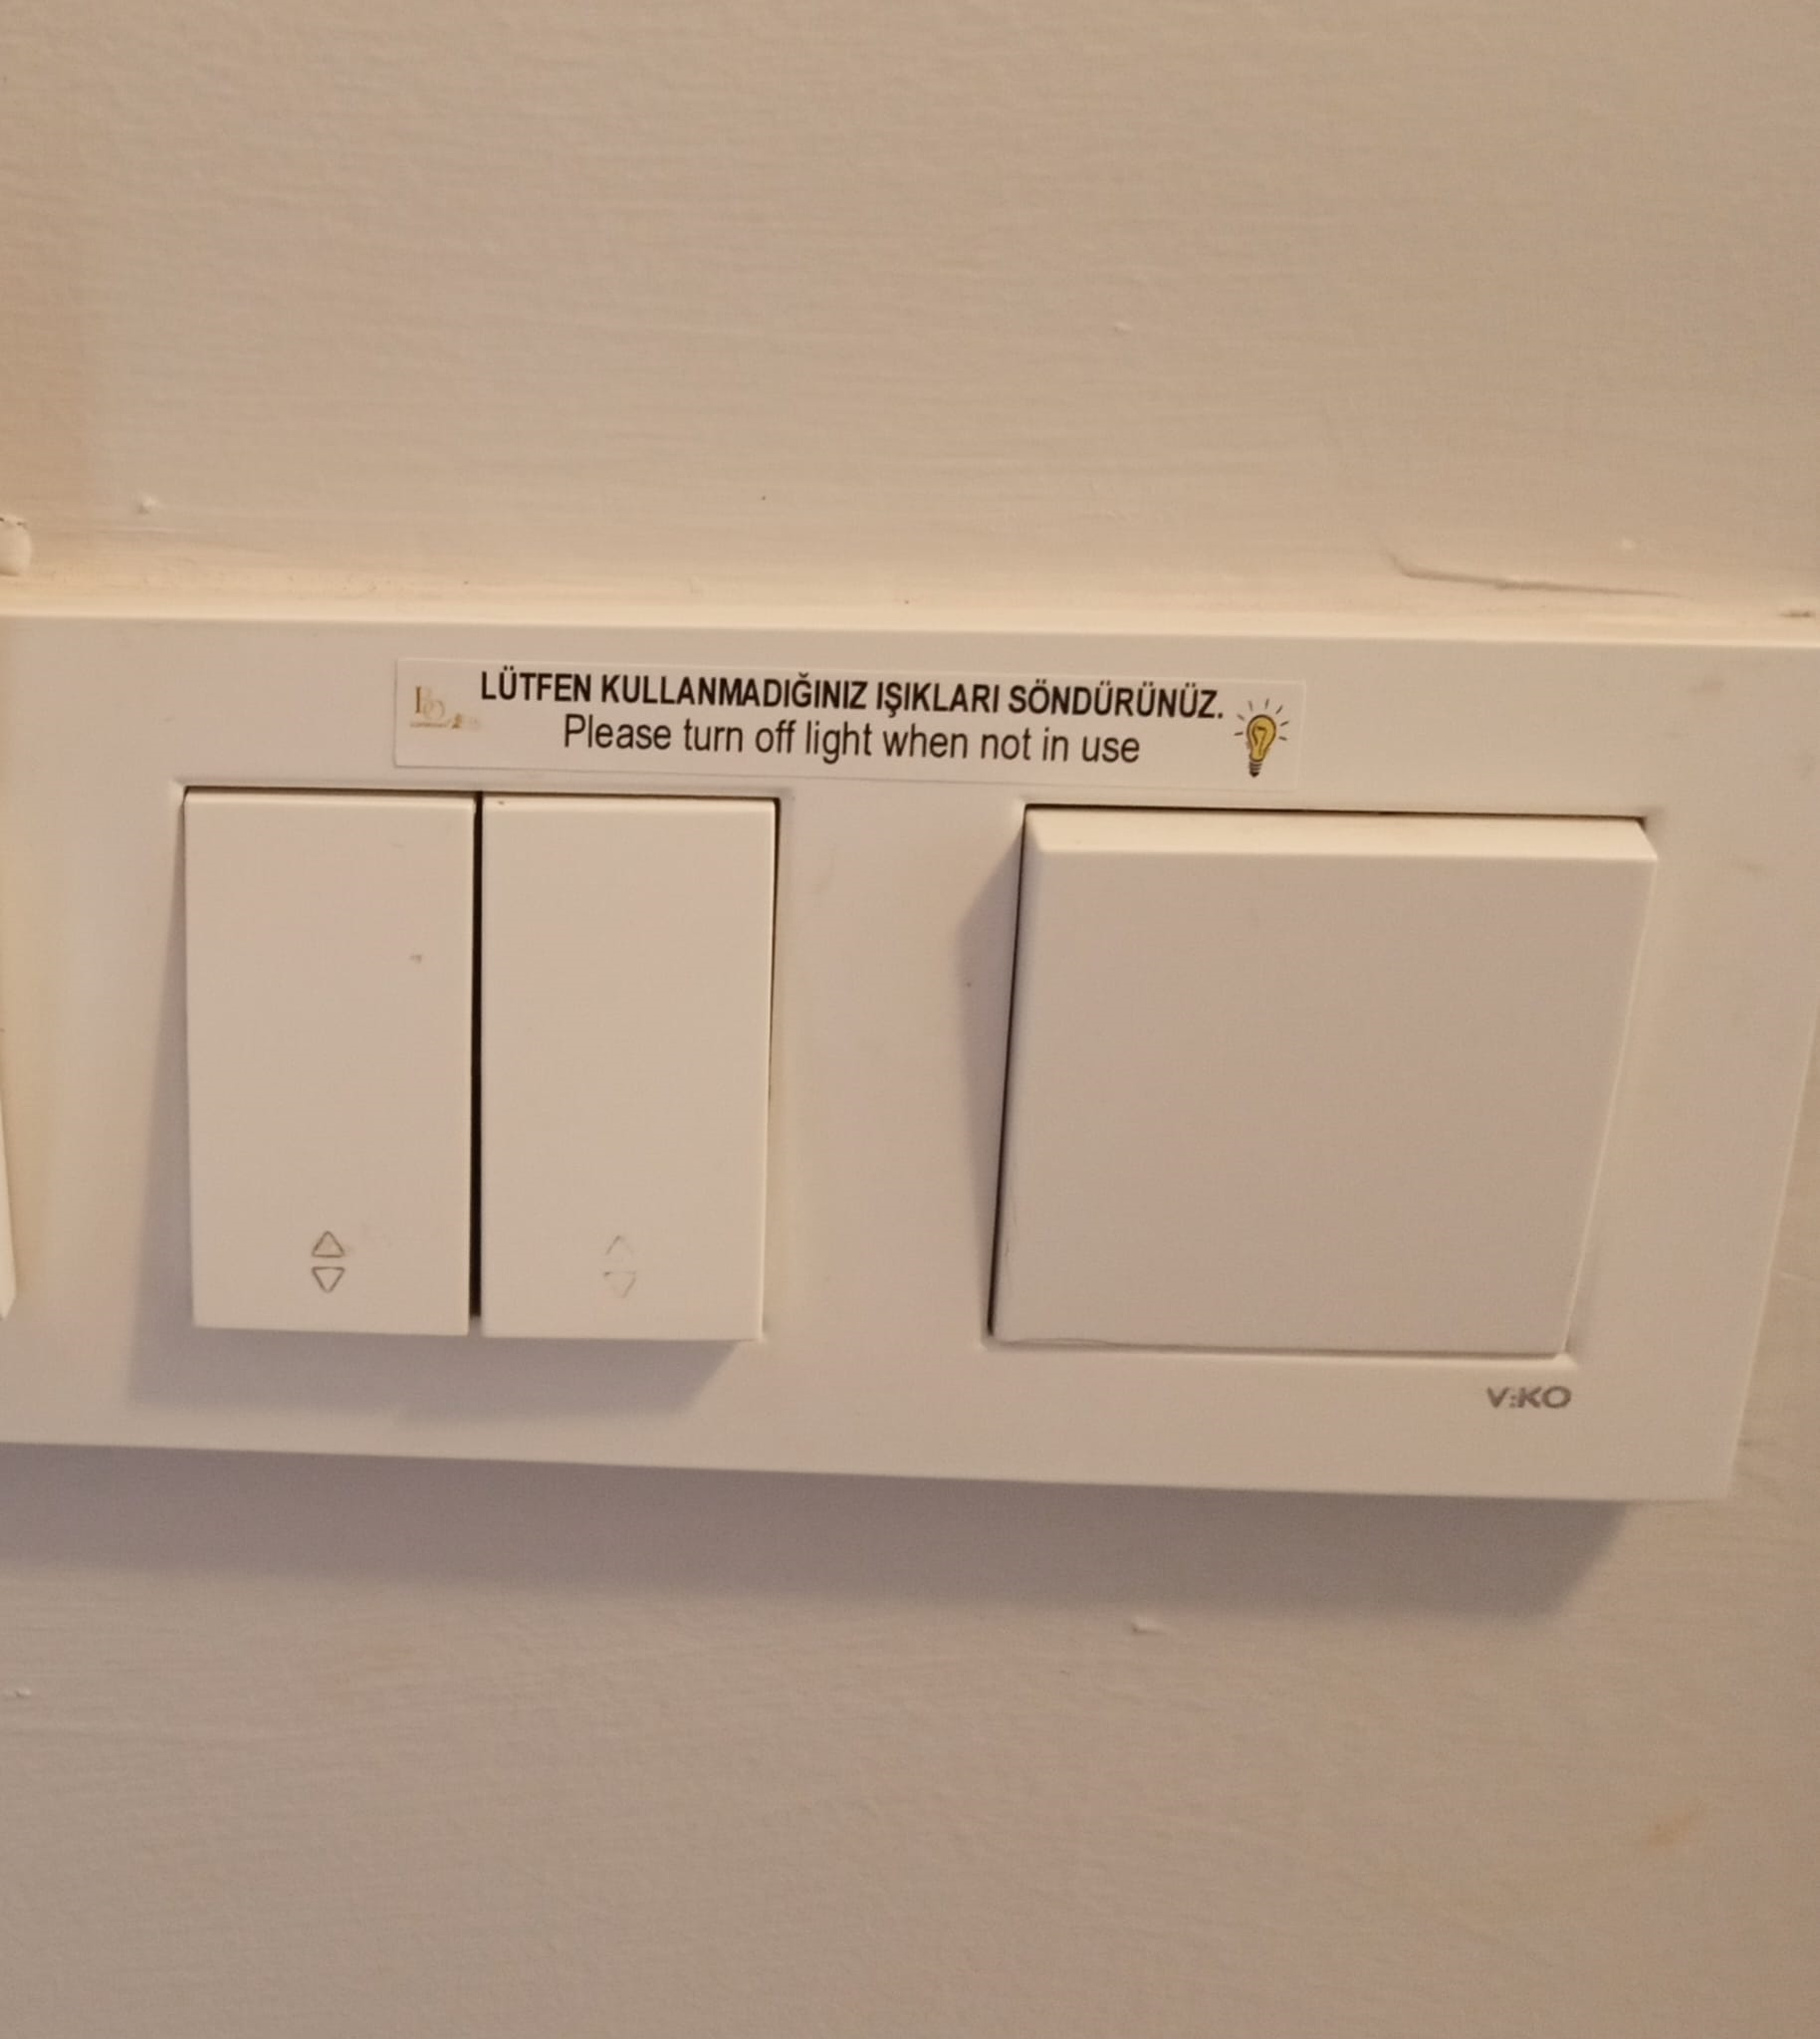 LÜTFEN KULLANMADIĞINIZ IŞIKLARI SÖNDÜRÜNÜZ.
Please turn off light when not in use
V:KO